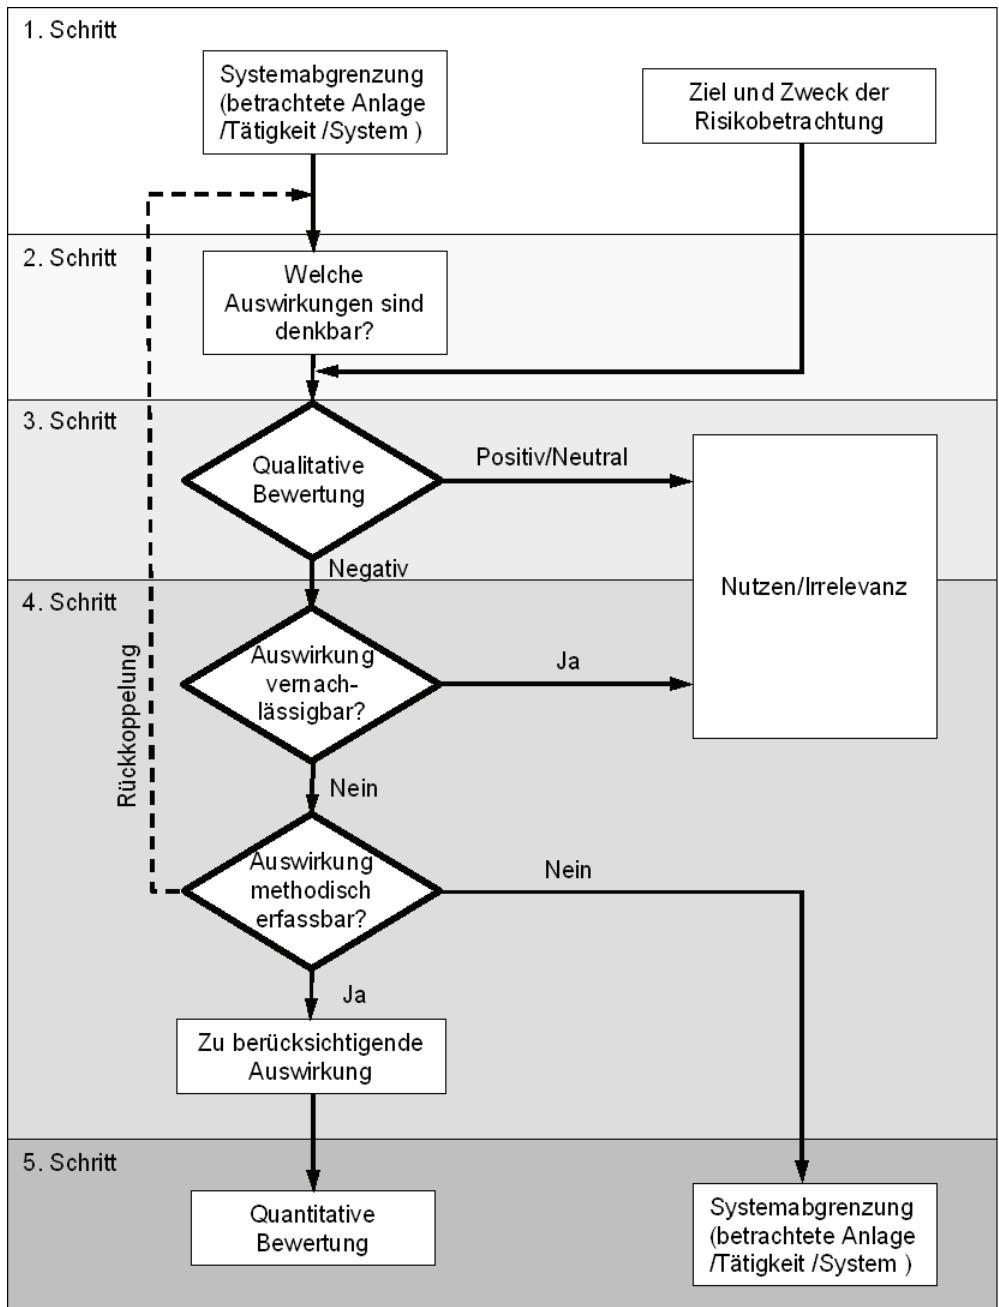 1. Schritt
Systemabgrenzung
(betrachtete Anlage
/Tätigkeit /System )
Ziel und Zweck der
Risikobetrachtung
2. Schritt
Welche
Auswirkungen sind
denkbar?
3. Schritt
Qualitative
Bewertung
Positiv/Neutral
Negativ
Nutzen/Irrelevanz
4. Schritt
Auswirkung
vernach-
lässigbar?
Ja
Rückkoppelung
Nein
Auswirkung
methodisch
erfassbar?
Nein
Ja
Zu berücksichtigende
Auswirkung
5. Schritt
Quantitative
Bewertung
Systemabgrenzung
(betrachtete Anlage
/Tätigkeit /System )